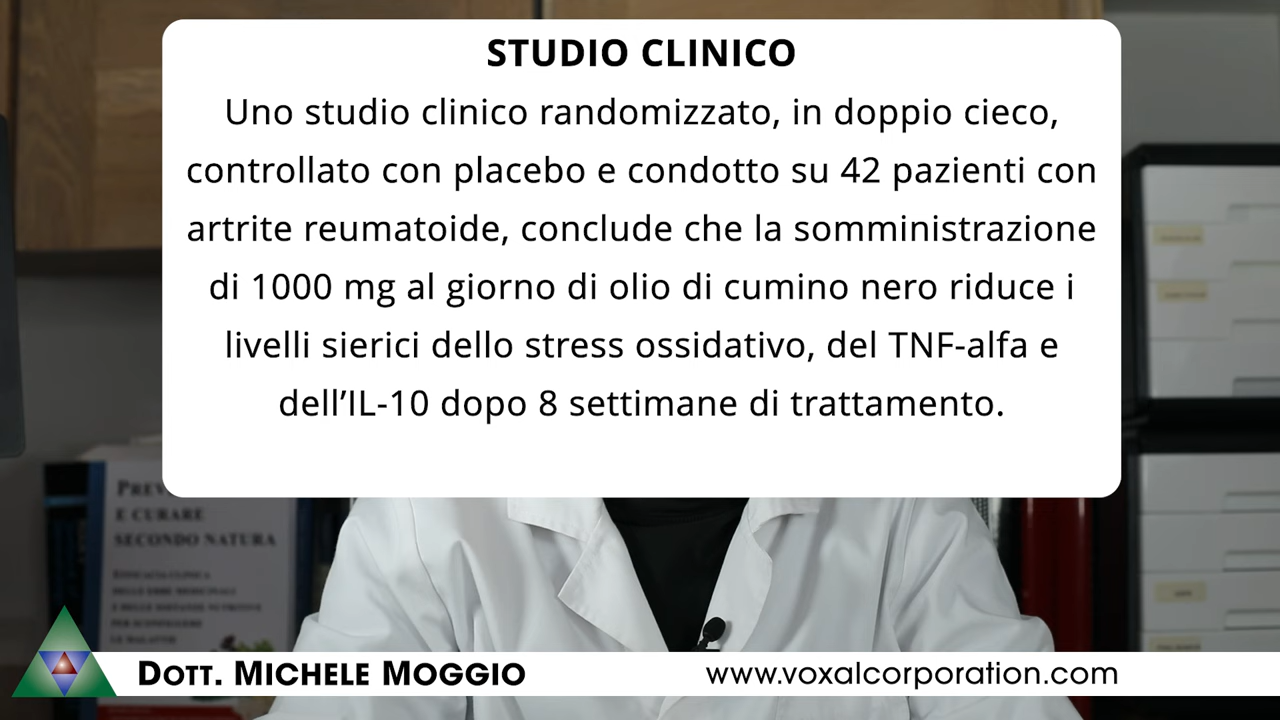 STUDIO CLINICO
Uno studio clinico randomizzato, in doppio cieco,
controllato con placebo e condotto su 42 pazienti con
artrite reumatoide, conclude che la somministrazione
di 1000 mg al giorno di olio di cumino nero riduce i
livelli sierici dello stress ossidativo, del TNF-alfa e
dell’IL-10 dopo 8 settimane di trattamento.
E CURARE
SECONDO NATURA
DOTT. MICHELE MOGGIO
www.voxalcorporation.com